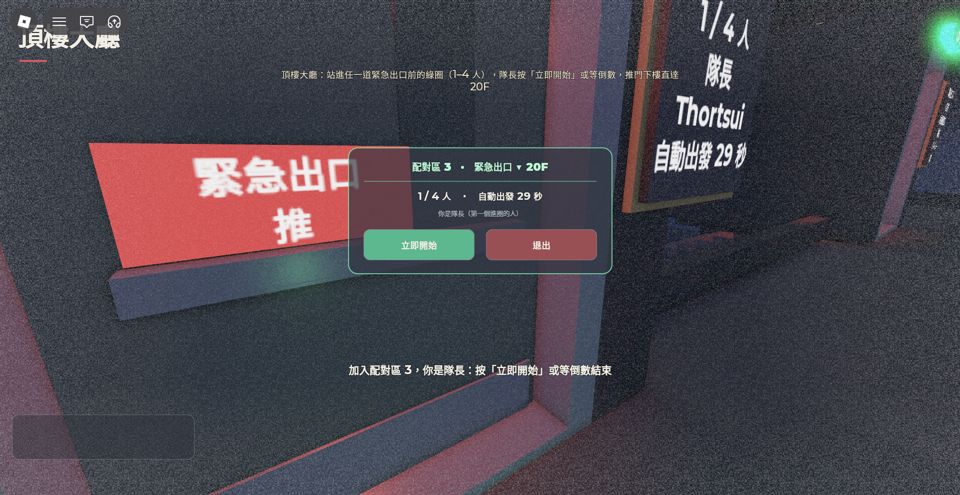 頂樓大廳
頂樓大廳：站進任一道緊急出口前的綠圈（1–4 人），隊長按「立即開始」或等倒數，推門下樓直達
20F
1/4 人
隊長
Thortsui
自動出發 29 秒
緊急出口
推
配對區 3 • 緊急出口 ▼ 20F
1 / 4 人 • 自動出發 29 秒
你是隊長（第一個進圈的人）
立即開始
退出
加入配對區 3，你是隊長：按「立即開始」或等倒數結束